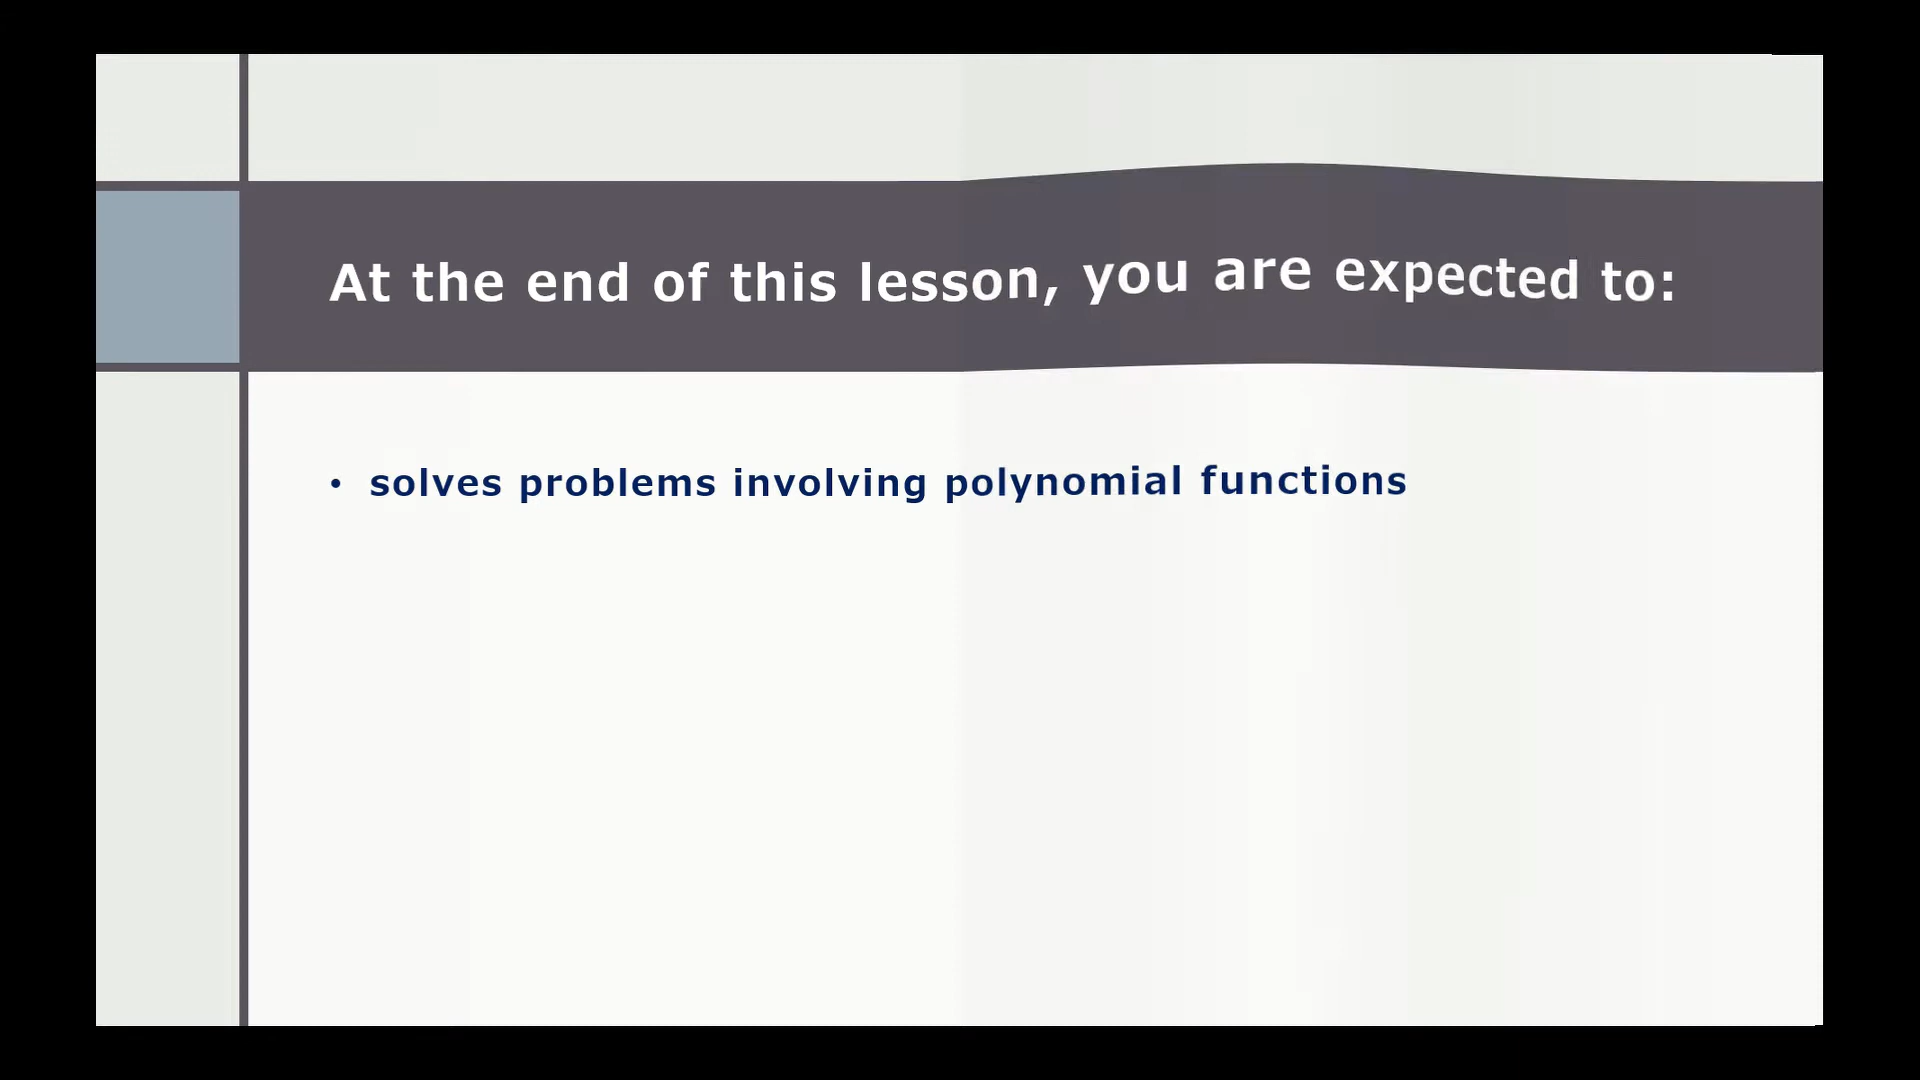 At the end of this lesson, you are expected to:
• solves problems involving polynomial functions